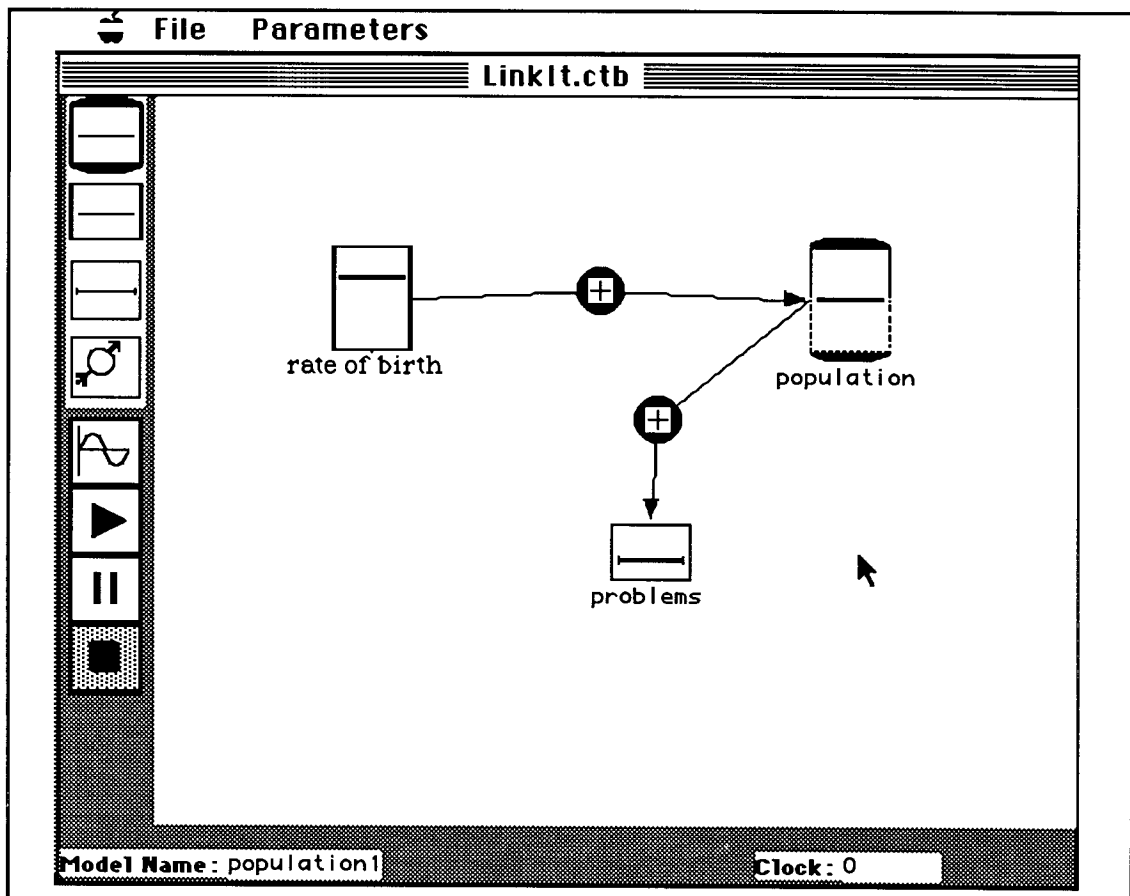 File Parameters
LinkIt.ctb
rate of birth
population
problems
Model Name: population1
Clock: 0